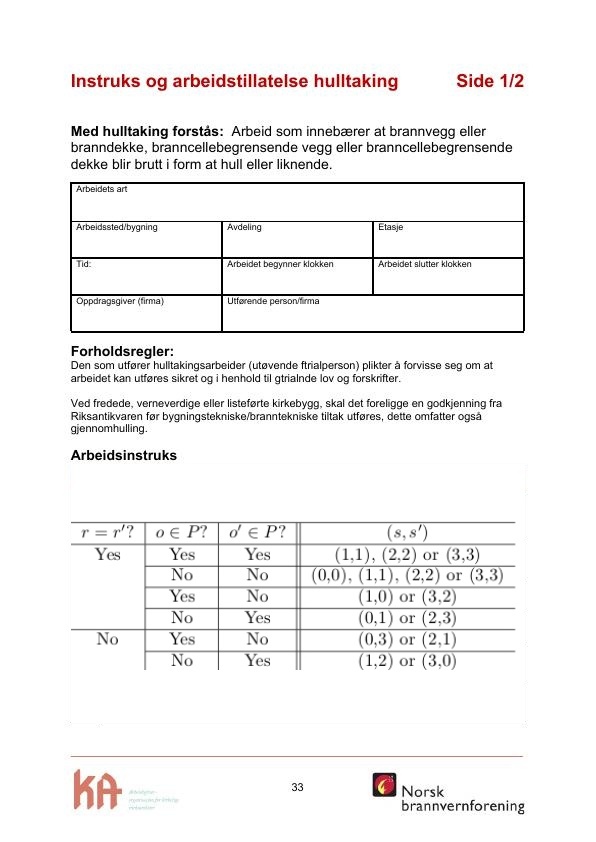 Instruks og arbeidstillatelse hulltaking Side 1/2
Med hulltaking forstås: Arbeid som innebærer at brannvegg eller
branndekke, branncellebegrensende vegg eller branncellebegrensende
dekke blir brutt i form at hull eller liknende.
Arbeidets art
Arbeidssted/bygning Avdeling Etasje
Tid: Arbeidet begynner klokken Arbeidet slutter klokken
Oppdragsgiver (firma) Utførende person/firma
Forholdsregler:
Den som utfører hulltakingsarbeider (utøvende ftrialperson) plikter å forvisse seg om at
arbeidet kan utføres sikret og i henhold til gtrialnde lov og forskrifter.
Ved fredede, verneverdige eller listeførte kirkebygg, skal det foreligge en godkjenning fra
Riksantikvaren før bygningstekniske/branntekniske tiltak utføres, dette omfatter også
gjennomhulling.
Arbeidsinstruks
r = r′? o ∈ P? o′ ∈ P? (s, s′)
Yes Yes Yes (1,1), (2,2) or (3,3)
No No (0,0), (1,1), (2,2) or (3,3)
Yes No (1,0) or (3,2)
No Yes (0,1) or (2,3)
No Yes No (0,3) or (2,1)
No Yes (1,2) or (3,0)
KA
33
Norsk
brannvernforening